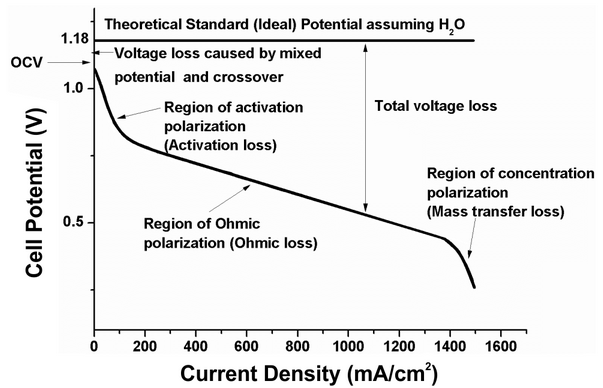 Theoretical Standard (Ideal) Potential assuming H₂O
1.18
Voltage loss caused by mixed
potential and crossover
OCV
1.0
Region of activation
polarization
(Activation loss)
Total voltage loss
Region of concentration
polarization
(Mass transfer loss)
0.5
Region of Ohmic
polarization (Ohmic loss)
Cell Potential (V)
0 200 400 600 800 1000 1200 1400 1600
Current Density (mA/cm²)